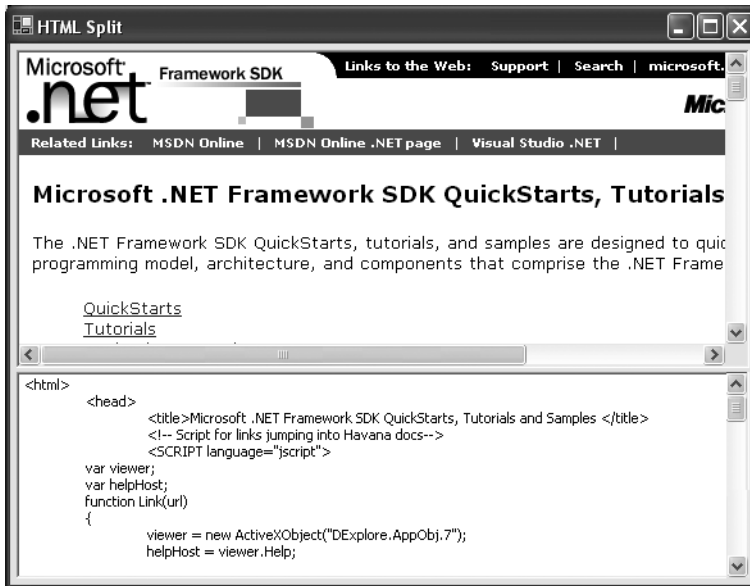 HTML Split
Microsoft
.net
Framework SDK
Links to the Web: Support | Search | microsoft.
Mic
Related Links: MSDN Online | MSDN Online .NET page | Visual Studio .NET |
Microsoft .NET Framework SDK QuickStarts, Tutorials
The .NET Framework SDK QuickStarts, tutorials, and samples are designed to quic
programming model, architecture, and components that comprise the .NET Frame
QuickStarts
Tutorials
<html>
<head>
<title>Microsoft .NET Framework SDK QuickStarts, Tutorials and Samples </title>
<!-- Script for links jumping into Havana docs-->
<SCRIPT language="jscript">
var viewer;
var helpHost;
function Link(url)
{
viewer = new ActiveXObject("DExplore.AppObj.7");
helpHost = viewer.Help;